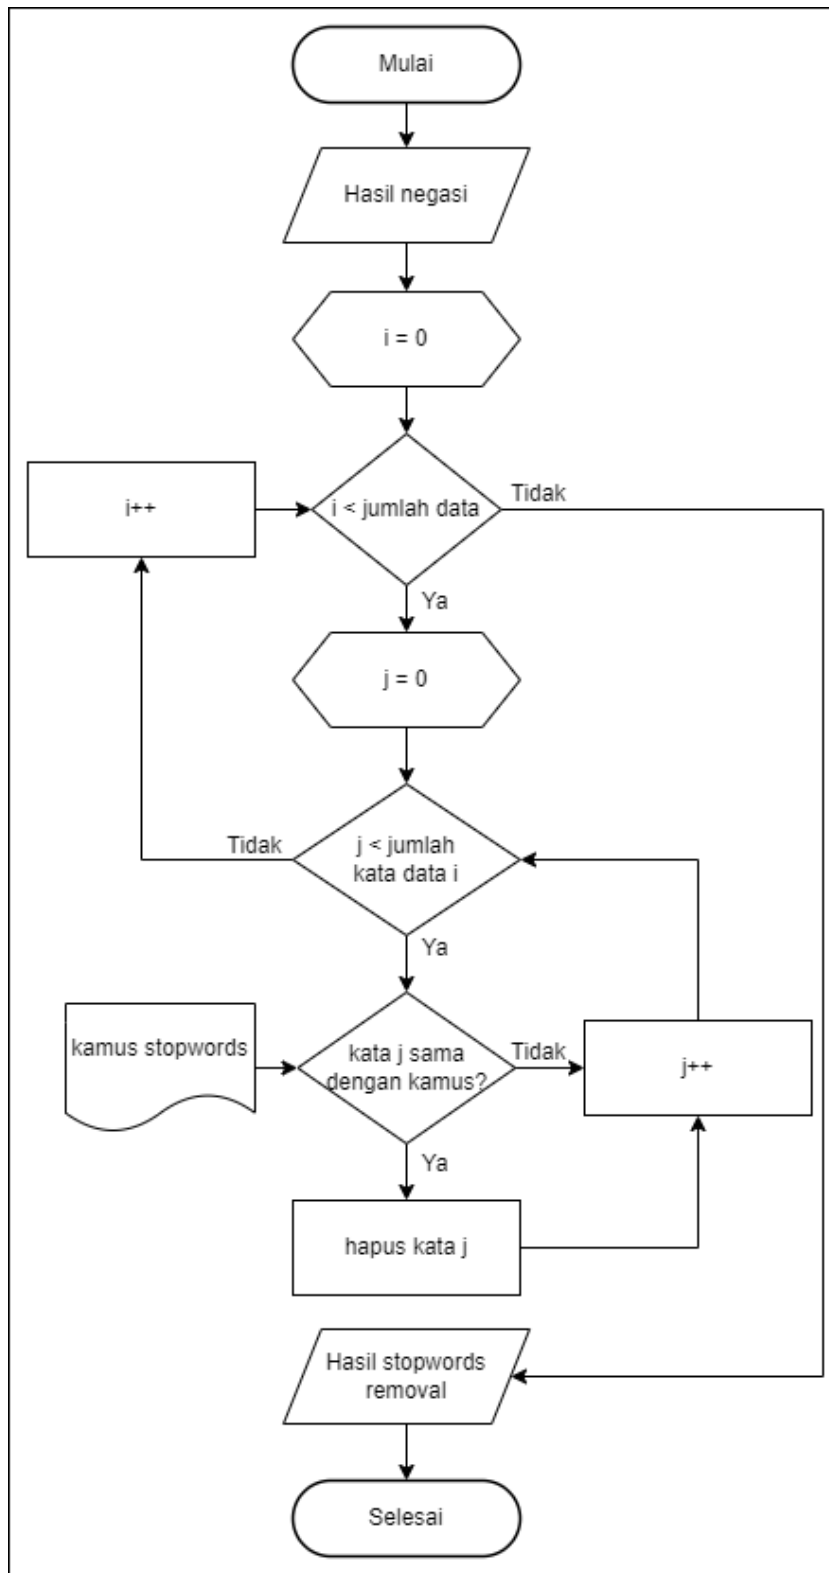 Mulai
Hasil negasi
i = 0
i++
i < jumlah data
Tidak
Ya
j = 0
Tidak
j < jumlah
kata data i
Ya
kamus stopwords
kata j sama
dengan kamus?
Tidak
j++
Ya
hapus kata j
Hasil stopwords
removal
Selesai